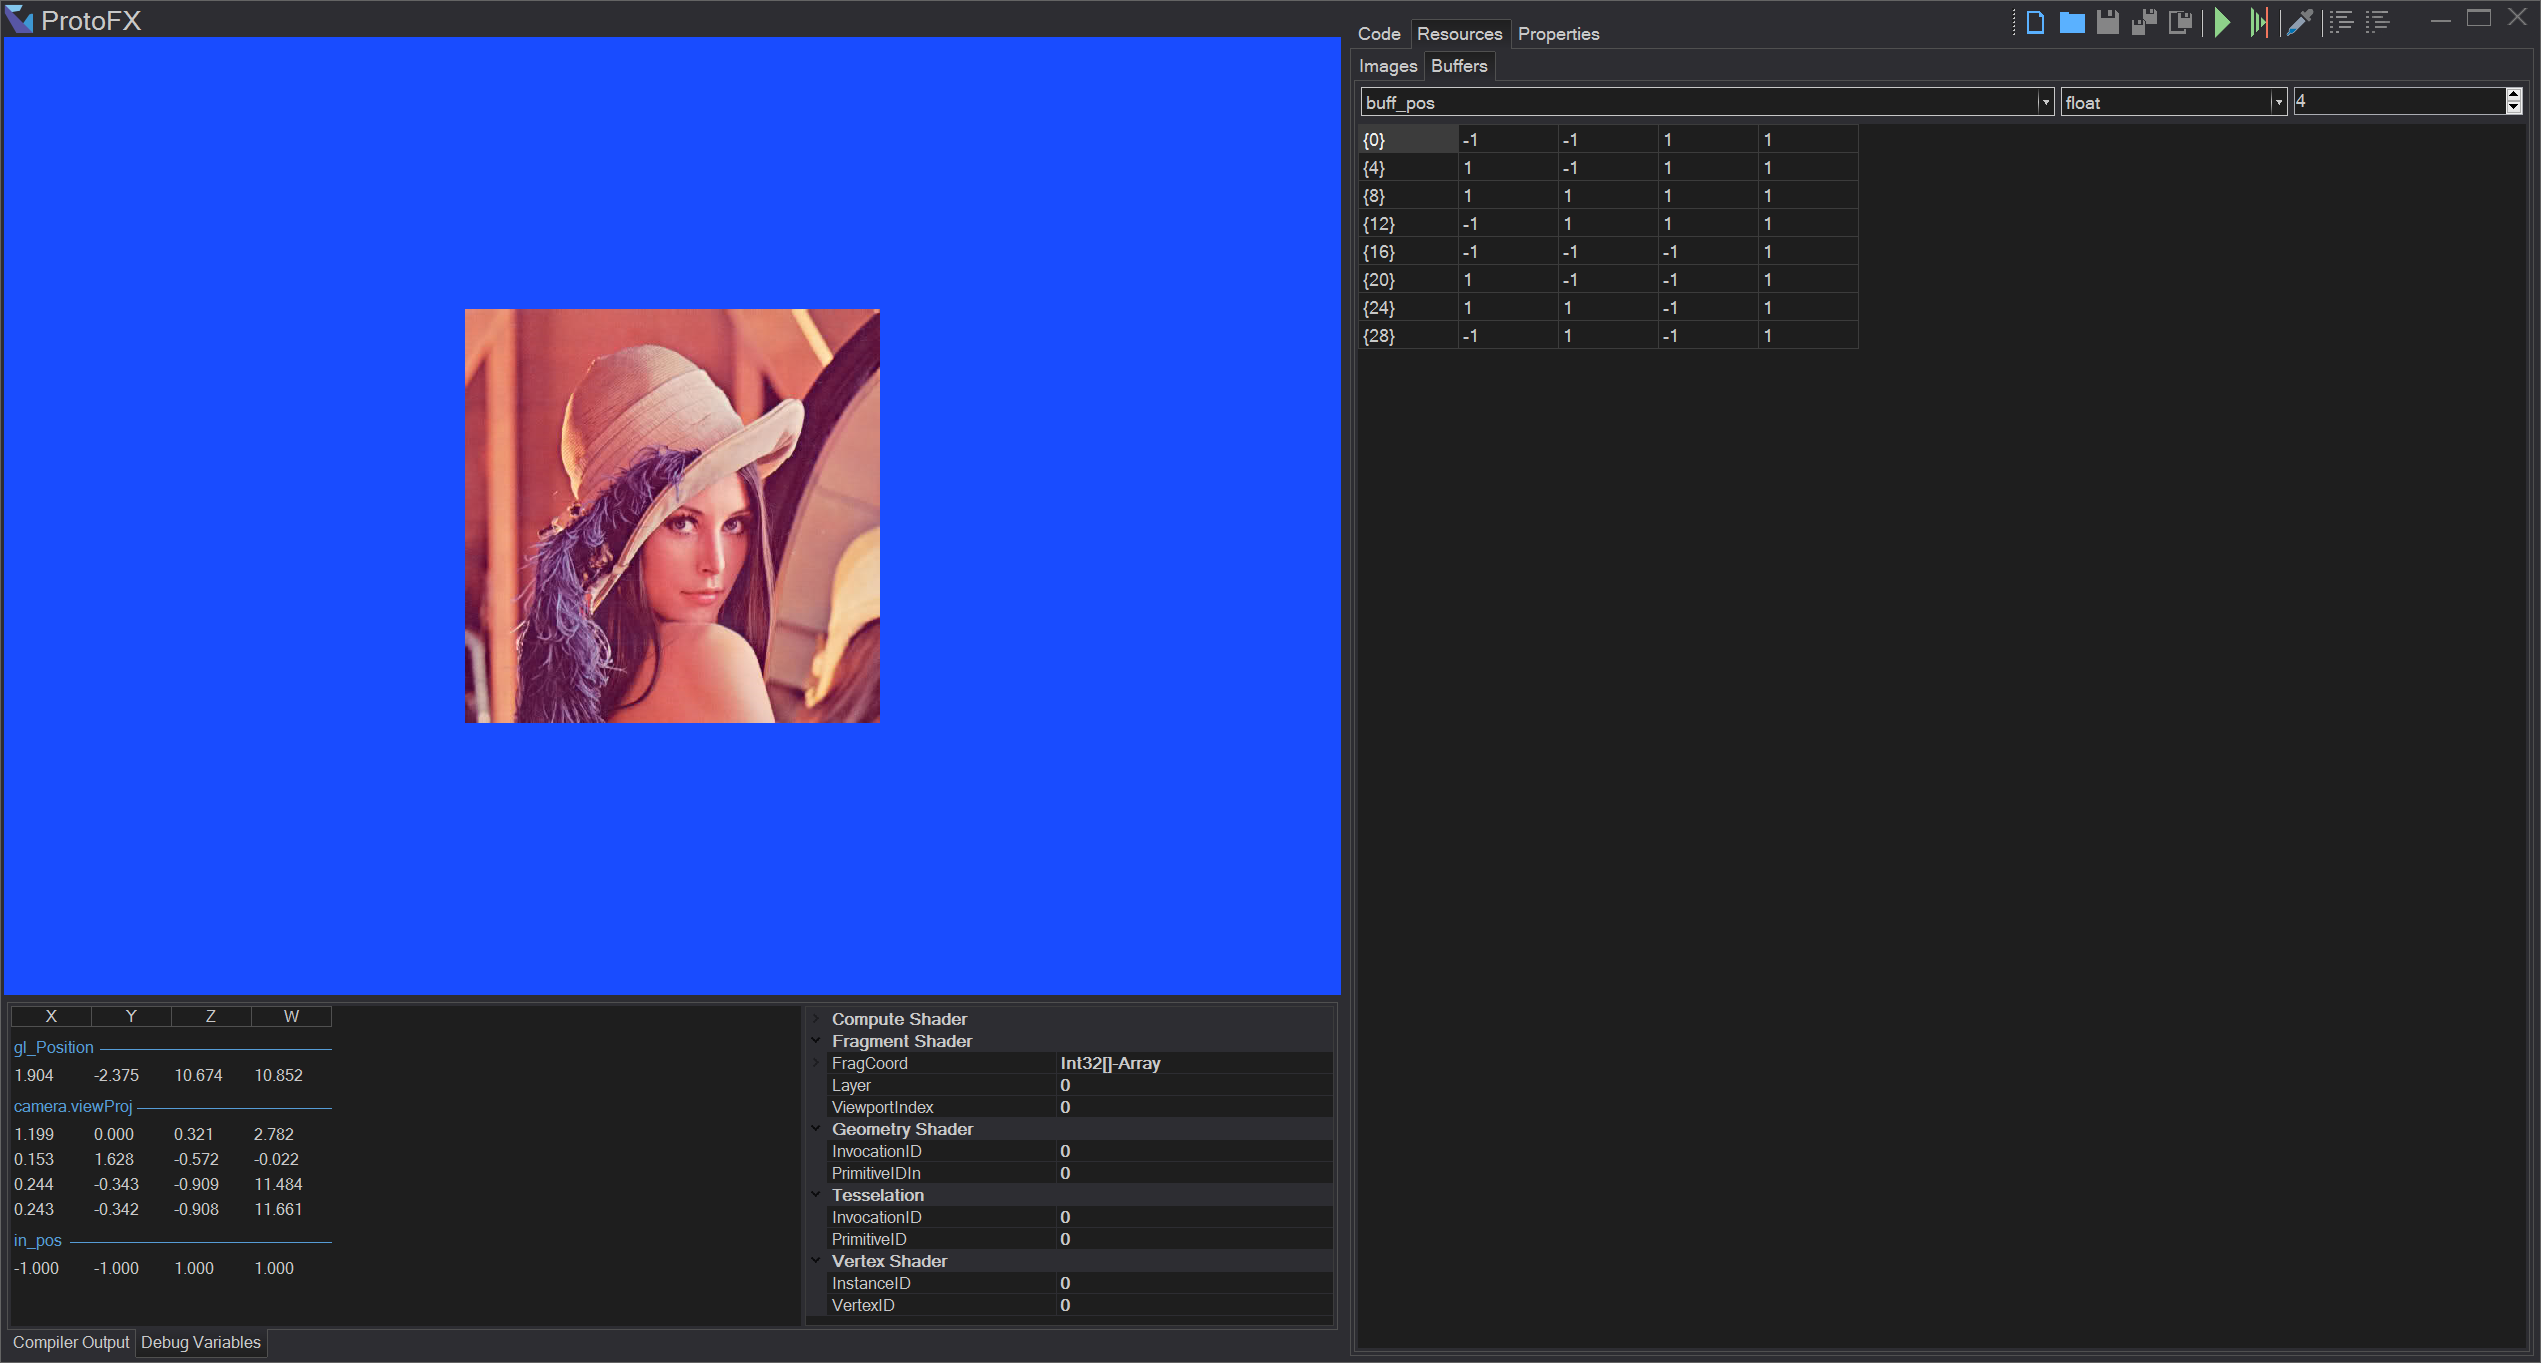 ProtoFX
Code Resources Properties
Images Buffers
buff_pos float 4
{0} -1 -1 1 1
{4} 1 -1 1 1
{8} 1 1 1 1
{12} -1 1 1 1
{16} -1 -1 -1 1
{20} 1 -1 -1 1
{24} 1 1 -1 1
{28} -1 1 -1 1
X Y Z W
gl_Position
1.904 -2.375 10.674 10.852
camera.viewProj
1.199 0.000 0.321 2.782
0.153 1.628 -0.572 -0.022
0.244 -0.343 -0.909 11.484
0.243 -0.342 -0.908 11.661
in_pos
-1.000 -1.000 1.000 1.000
Compute Shader
Fragment Shader
FragCoord Int32[]-Array
Layer 0
ViewportIndex 0
Geometry Shader
InvocationID 0
PrimitiveIDIn 0
Tesselation
InvocationID 0
PrimitiveID 0
Vertex Shader
InstanceID 0
VertexID 0
Compiler Output Debug Variables